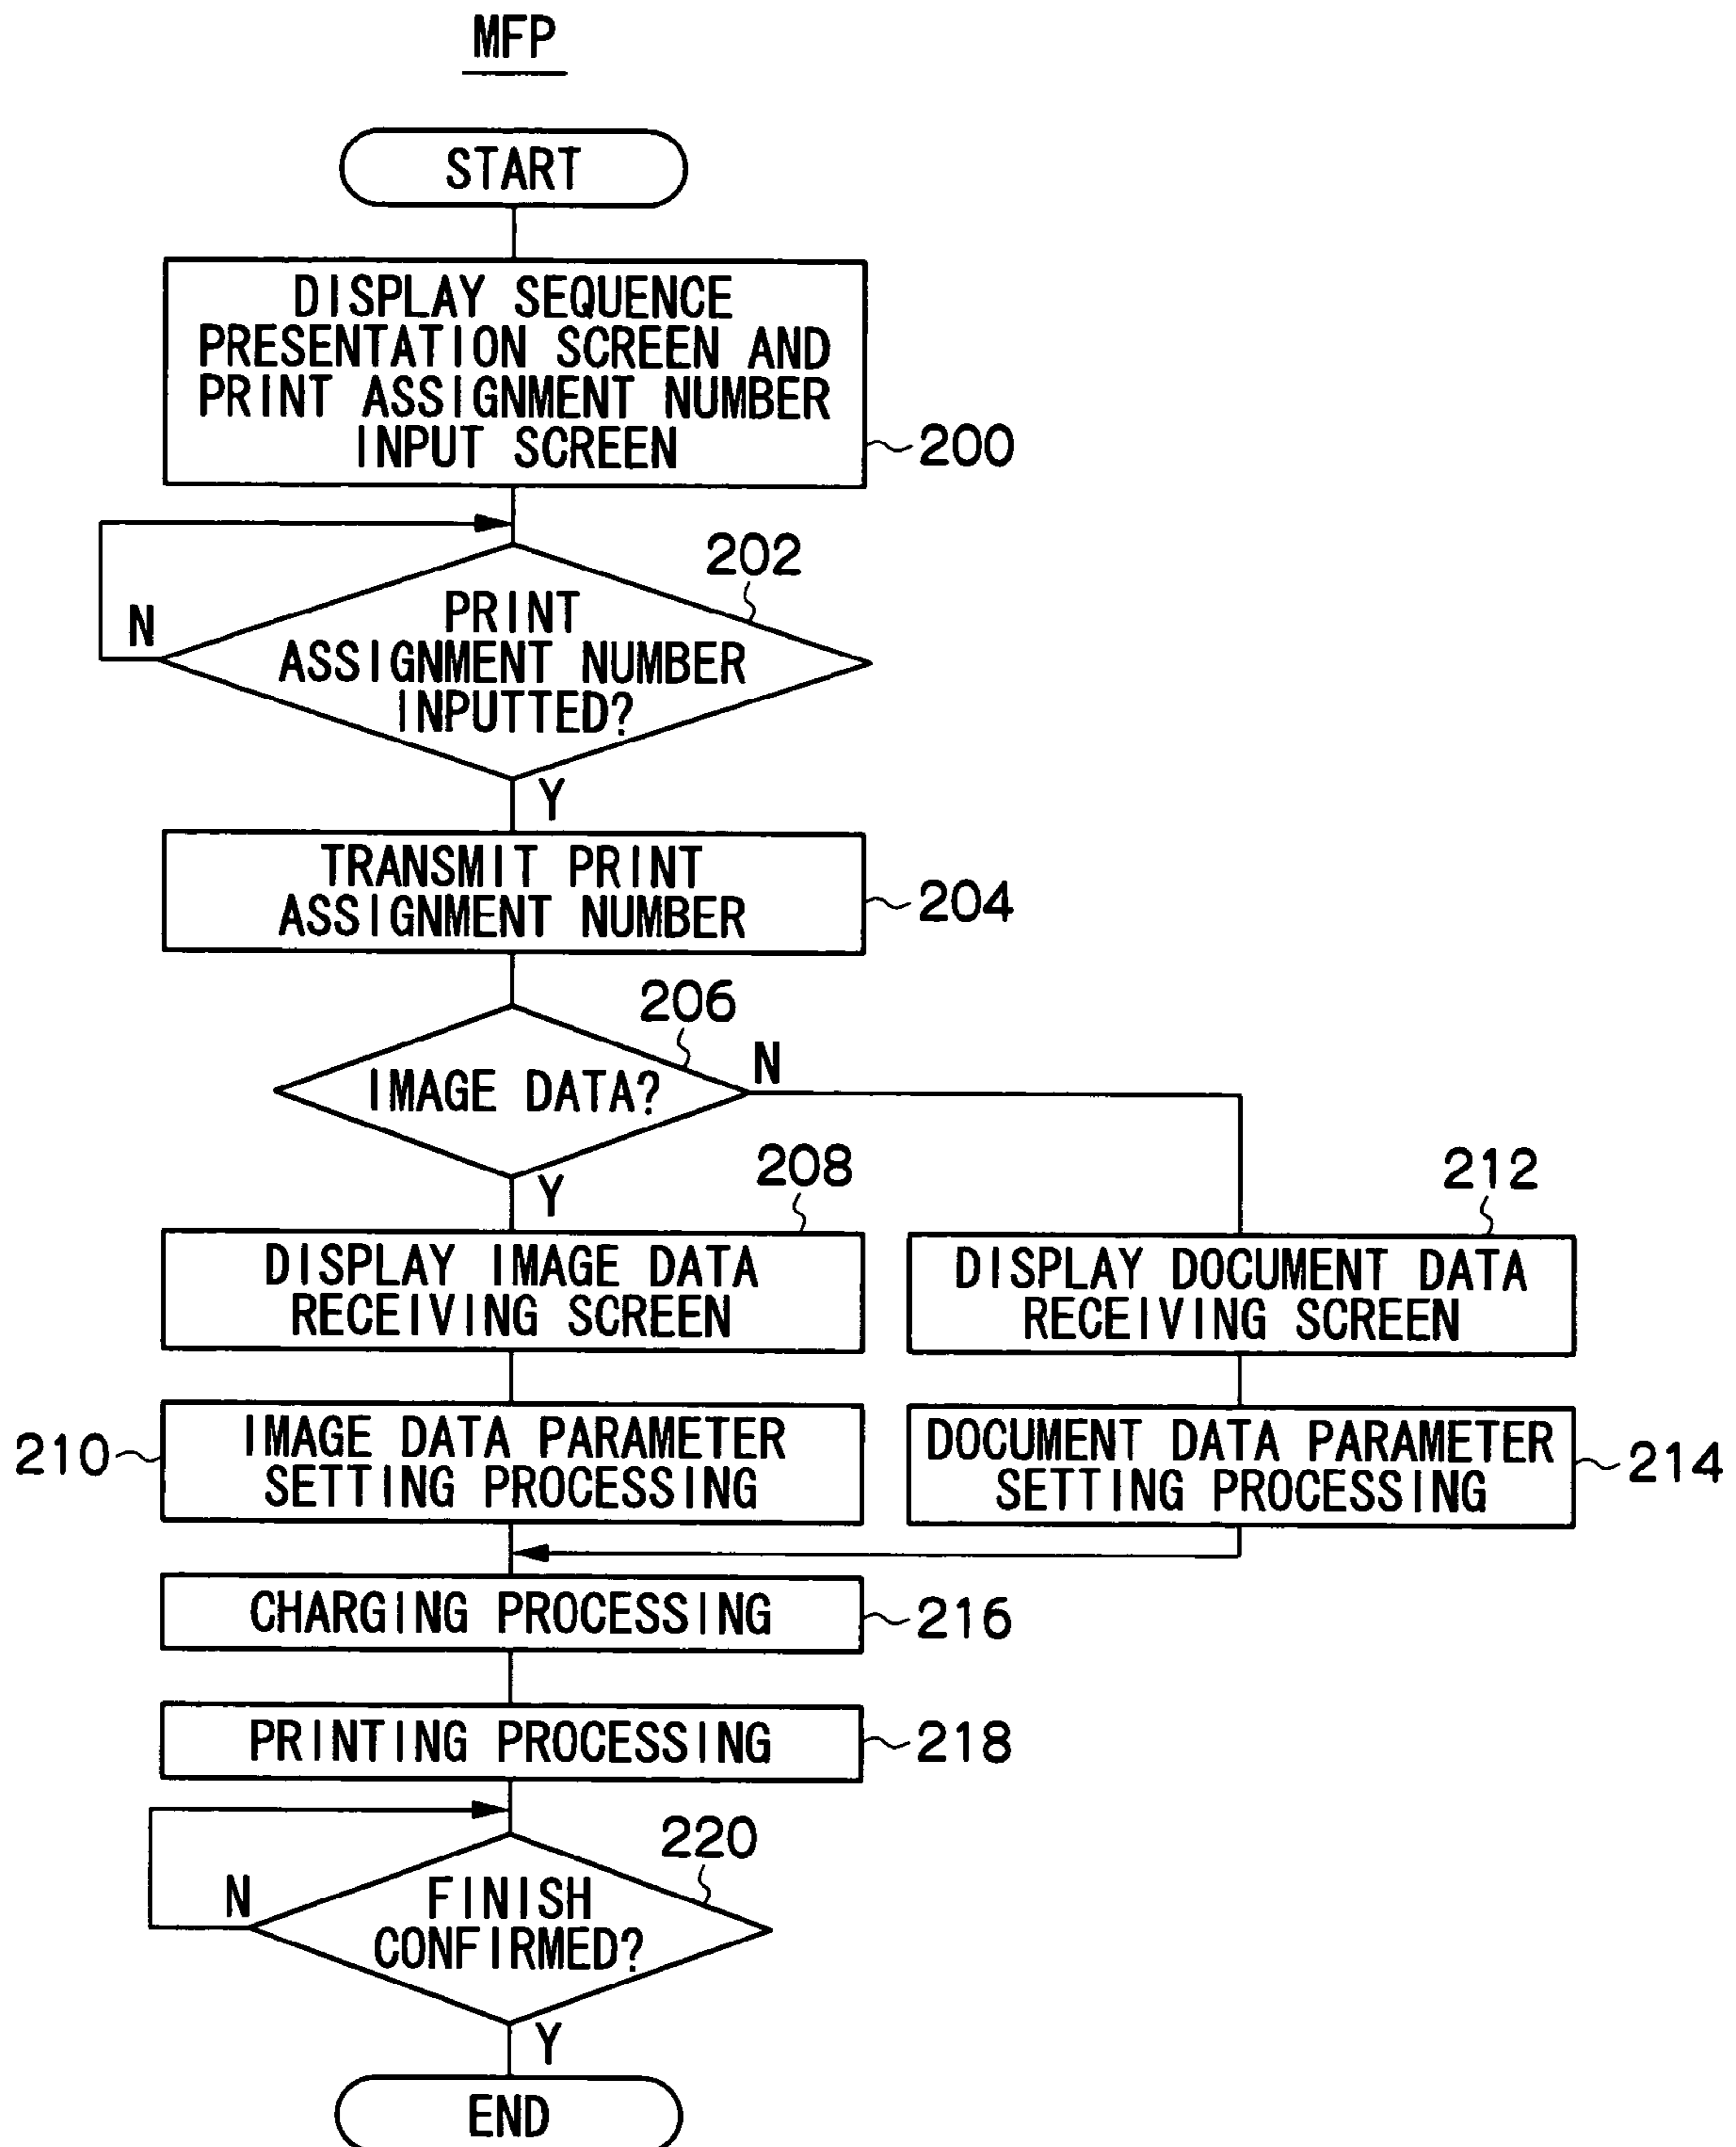 MFP
START
DISPLAY SEQUENCE
PRESENTATION SCREEN AND
PRINT ASSIGNMENT NUMBER
INPUT SCREEN
200
202
N
PRINT
ASSIGNMENT NUMBER
INPUTTED?
Y
TRANSMIT PRINT
ASSIGNMENT NUMBER
204
206
IMAGE DATA?
N
Y
208
DISPLAY IMAGE DATA
RECEIVING SCREEN
212
DISPLAY DOCUMENT DATA
RECEIVING SCREEN
210
IMAGE DATA PARAMETER
SETTING PROCESSING
DOCUMENT DATA PARAMETER
SETTING PROCESSING
214
CHARGING PROCESSING
216
PRINTING PROCESSING
218
220
N
FINISH
CONFIRMED?
Y
END